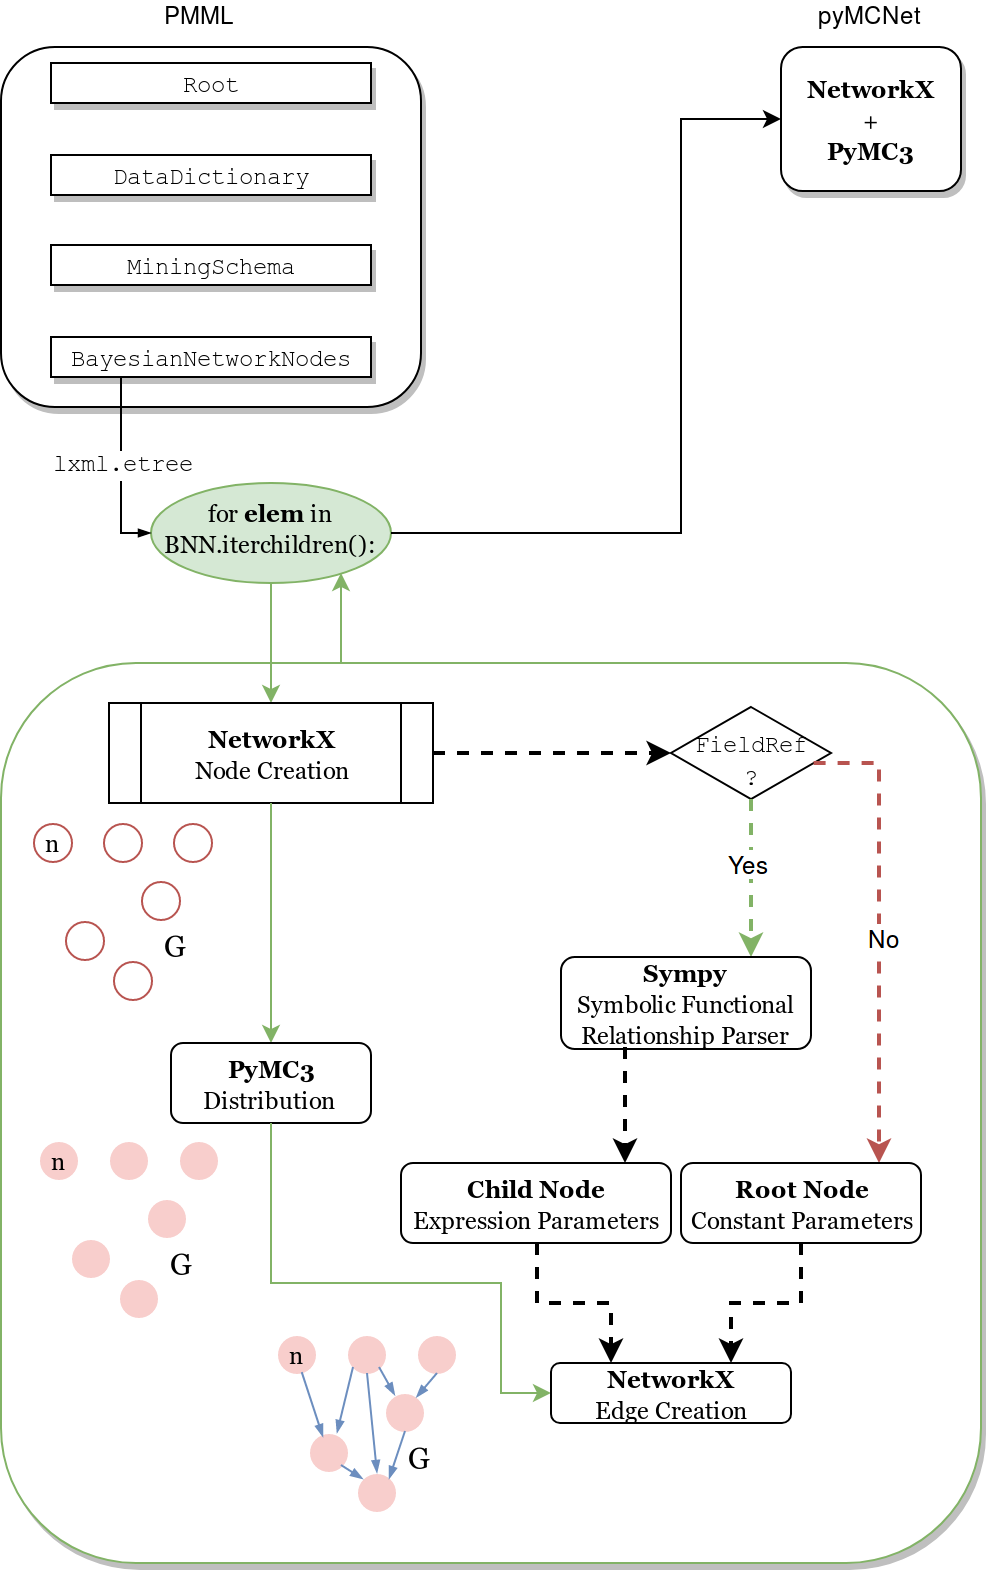 PMML
pyMCNet
Root
DataDictionary
MiningSchema
BayesianNetworkNodes
NetworkX
+
PyMC3
lxml.etree
for elem in
BNN.iterchildren():
NetworkX
Node Creation
FieldRef
?
n
G
Yes
No
Sympy
Symbolic Functional
Relationship Parser
PyMC3
Distribution
n
G
Child Node
Expression Parameters
Root Node
Constant Parameters
n
G
NetworkX
Edge Creation